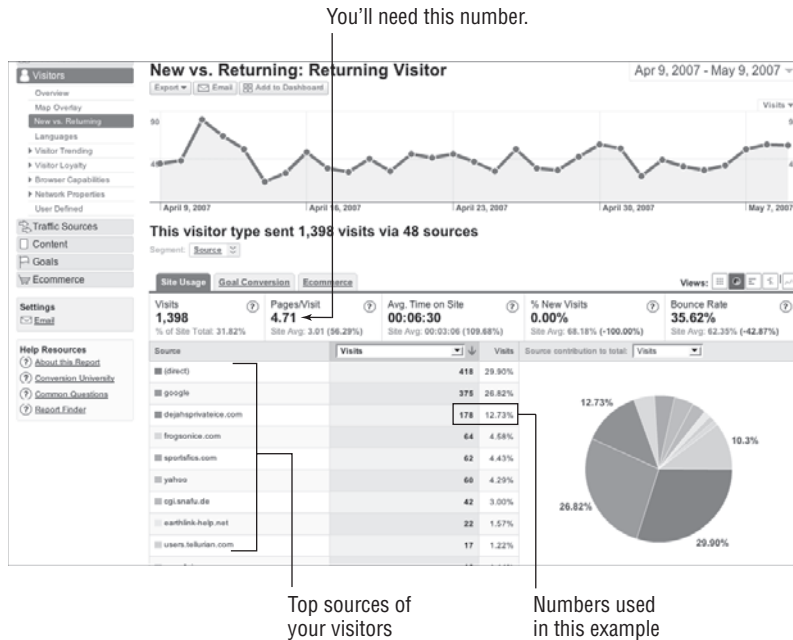 You'll need this number.
Visitors
Overview
Map Overlay
New vs. Returning
Languages
Visitor Trending
Visitor Loyalty
Browser Capabilities
Network Properties
User Defined
Traffic Sources
Content
Goals
Ecommerce
Settings
Email
Help Resources
About this Report
Conversion University
Common Questions
Report Finder
New vs. Returning: Returning Visitor
Apr 9, 2007 - May 9, 2007
Export
Email
Add to Dashboard
Visits
90
April 9, 2007
April 16, 2007
April 23, 2007
April 30, 2007
May 7, 2007
This visitor type sent 1,398 visits via 48 sources
Segment: Source
Site Usage Goal Conversion Ecommerce
Views:
Visits
1,398
% of Site Total: 31.82%
Pages/Visit
4.71
Site Avg: 3.01 (56.29%)
Avg. Time on Site
00:06:30
Site Avg: 00:03:06 (109.68%)
% New Visits
0.00%
Site Avg: 68.18% (-100.00%)
Bounce Rate
35.62%
Site Avg: 62.35% (-42.87%)
Source Visits Visits Source contribution to total: Visits
(direct) 418 29.90%
google 375 26.82%
dejahsprivateice.com 178 12.73%
frogsonice.com 64 4.58%
sportsfics.com 62 4.43%
yahoo 60 4.29%
cgi.snafu.de 42 3.00%
earthlink-help.net 22 1.57%
users.tellurian.com 17 1.22%
12.73%
10.3%
26.82%
29.90%
Top sources of
your visitors
Numbers used
in this example